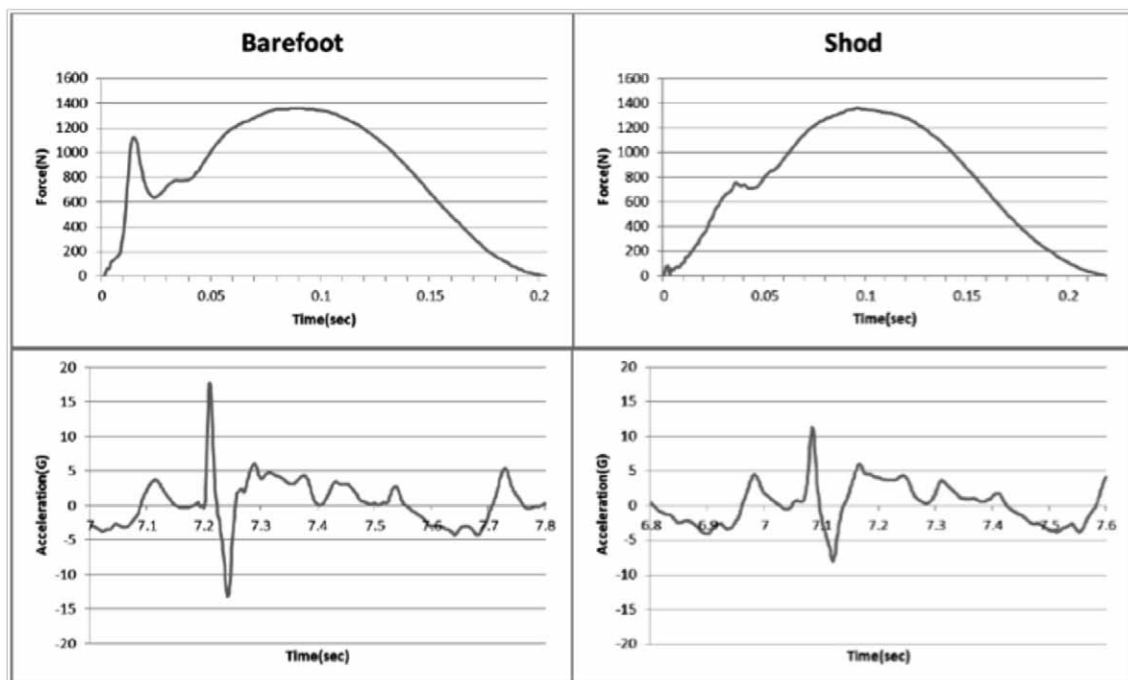 Barefoot
1600
1400
1200
1000
800
600
400
200
0
Force(N)
0 0.05 0.1 0.15 0.2
Time(sec)
Shod
1600
1400
1200
1000
800
600
400
200
0
Force(N)
0 0.05 0.1 0.15 0.2
Time(sec)
20
15
10
5
0
-5
-10
-15
-20
Acceleration(G)
7 7.1 7.2 7.3 7.4 7.5 7.6 7.7 7.8
Time(sec)
20
15
10
5
0
-5
-10
-15
-20
Acceleration(G)
6.8 6.9 7 7.1 7.2 7.3 7.4 7.5 7.6
Time(sec)